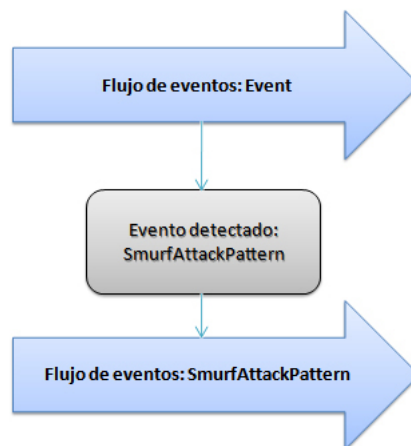 Flujo de eventos: Event
Evento detectado:
SmurfAttackPattern
Flujo de eventos: SmurfAttackPattern